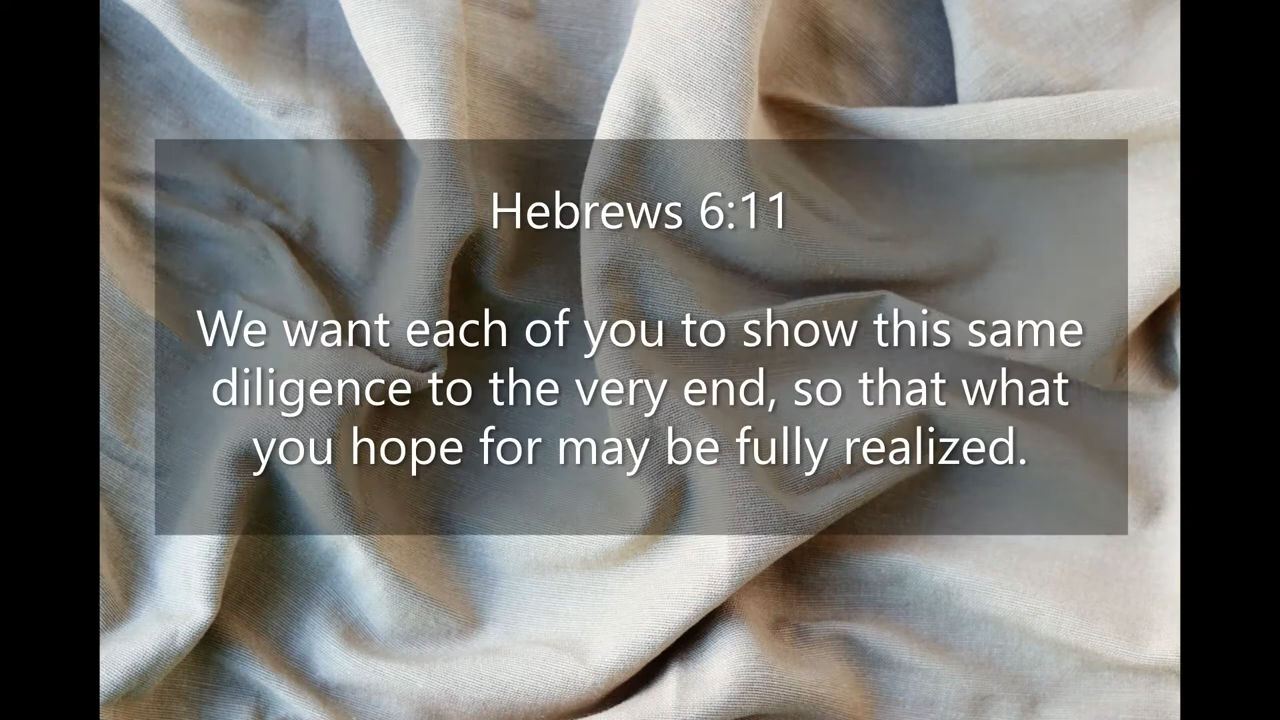 Hebrews 6:11
We want each of you to show this same
diligence to the very end, so that what
you hope for may be fully realized.